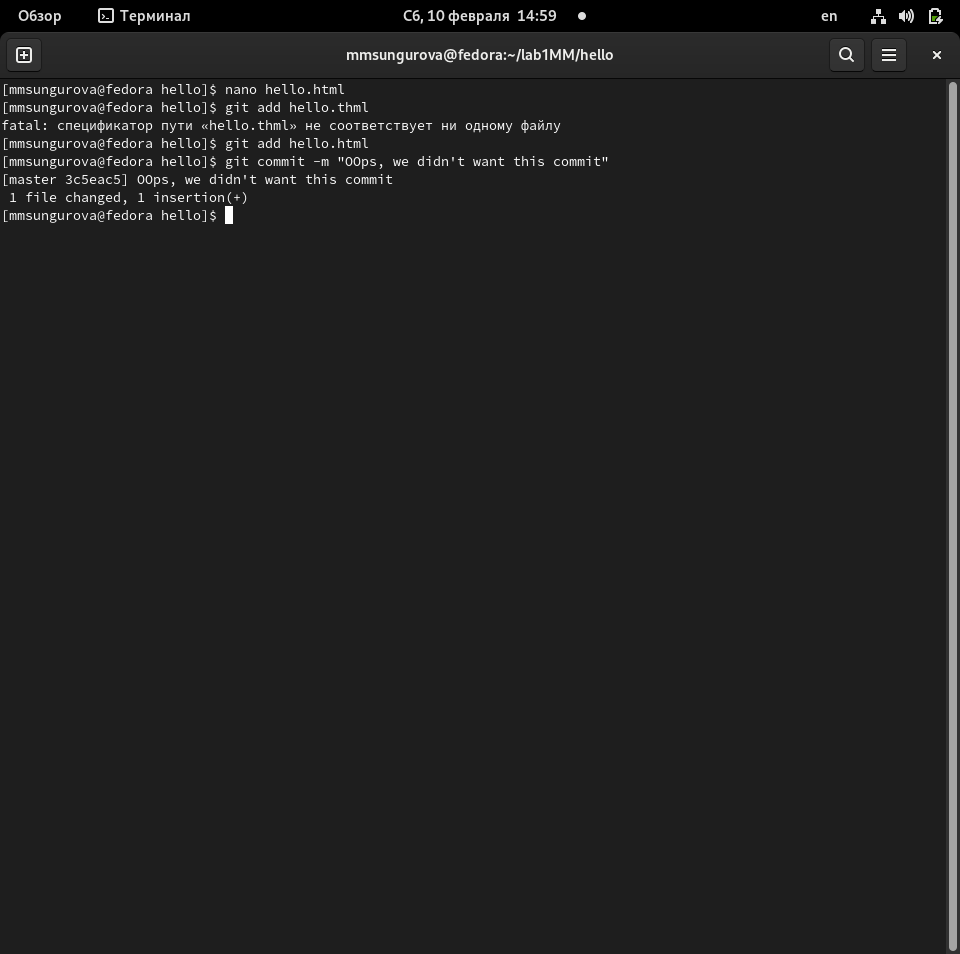 Обзор Терминал Сб, 10 февраля 14:59 en
mmsungurova@fedora:~/lab1MM/hello
[mmsungurova@fedora hello]$ nano hello.html
[mmsungurova@fedora hello]$ git add hello.thml
fatal: спецификатор пути «hello.thml» не соответствует ни одному файлу
[mmsungurova@fedora hello]$ git add hello.html
[mmsungurova@fedora hello]$ git commit -m "OOps, we didn't want this commit"
[master 3c5eac5] OOps, we didn't want this commit
 1 file changed, 1 insertion(+)
[mmsungurova@fedora hello]$